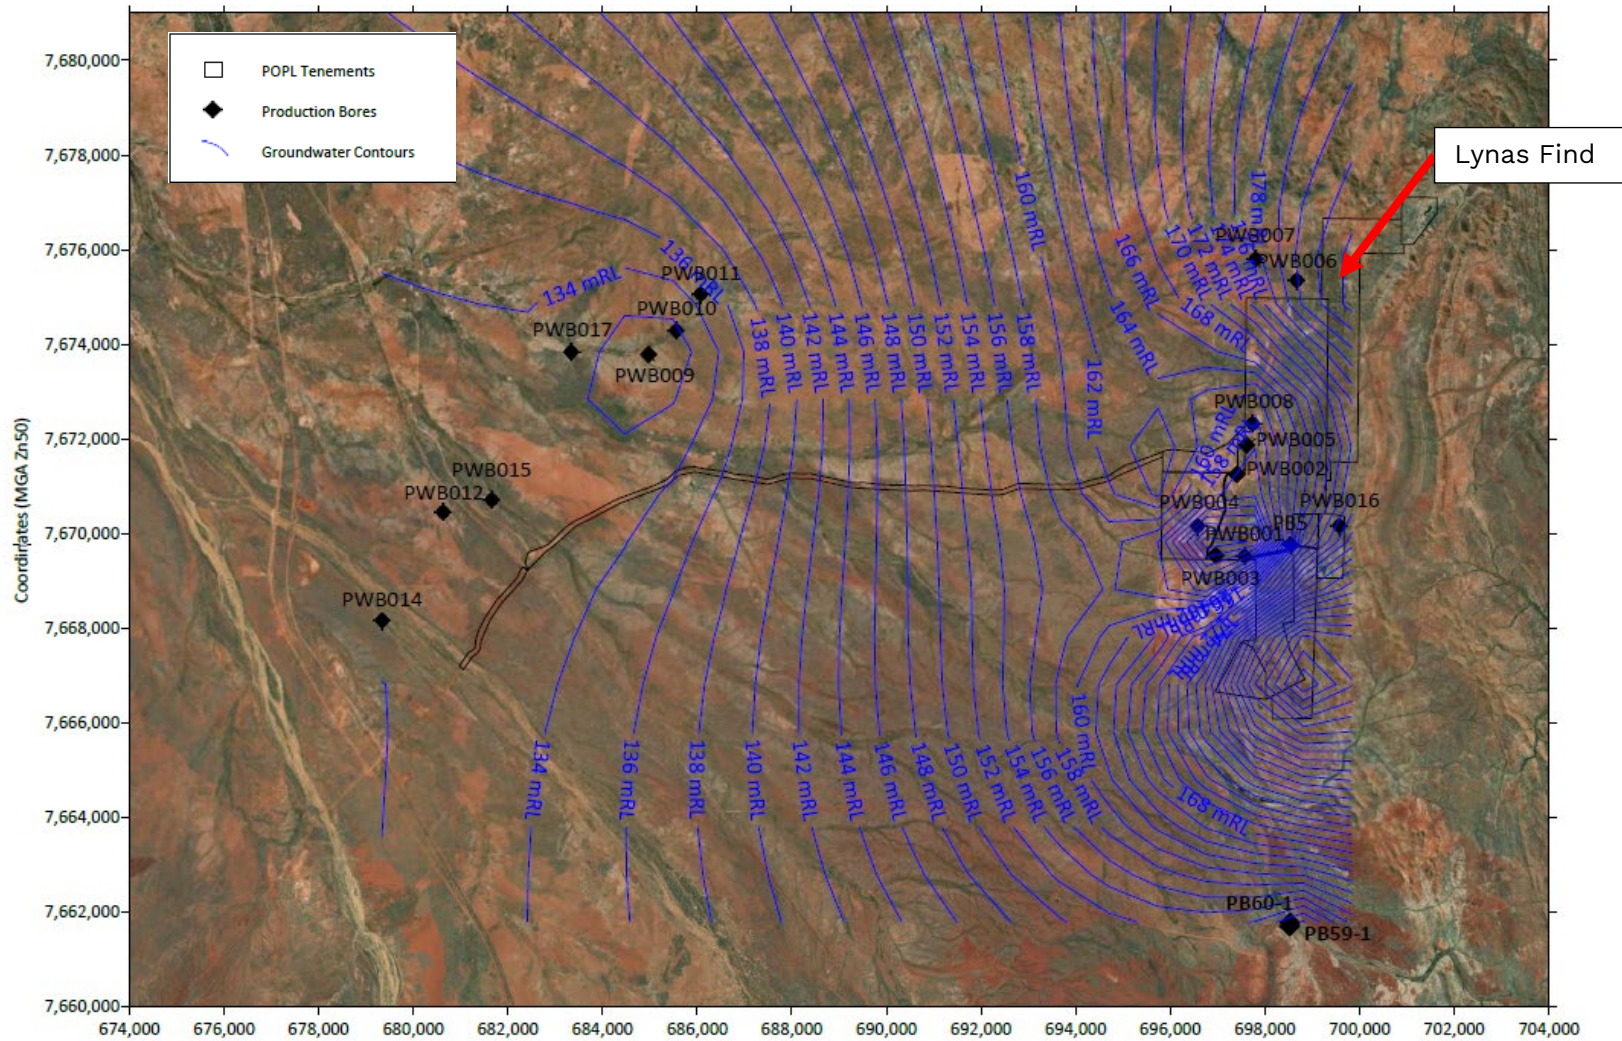 7,680,000
7,678,000
7,676,000
7,674,000
7,672,000
7,670,000
7,668,000
7,666,000
7,664,000
7,662,000
7,660,000
Coordinates (MGA Zn50)
POPL Tenements
Production Bores
Groundwater Contours
Lynas Find
160 mRL
178 m
166 mRL
170 mRL
172 mRL
168 mRL
164 mRL
162 mRL
PWB007
PWB006
134 mRL
136 mRL
PWB011
PWB010
PWB017
PWB009
138 mRL
140 mRL
142 mRL
144 mRL
146 mRL
148 mRL
150 mRL
152 mRL
154 mRL
156 mRL
158 mRL
PWB008
160 mRL
PWB005
PWB002
PWB004
PWB016
PB5
PWB001
PWB003
PWB015
PWB012
PWB014
134 mRL
136 mRL
138 mRL
140 mRL
142 mRL
144 mRL
146 mRL
148 mRL
150 mRL
152 mRL
154 mRL
156 mRL
158 mRL
160 mRL
168 mRL
PB60-1
PB59-1
674,000
676,000
678,000
680,000
682,000
684,000
686,000
688,000
690,000
692,000
694,000
696,000
698,000
700,000
702,000
704,000